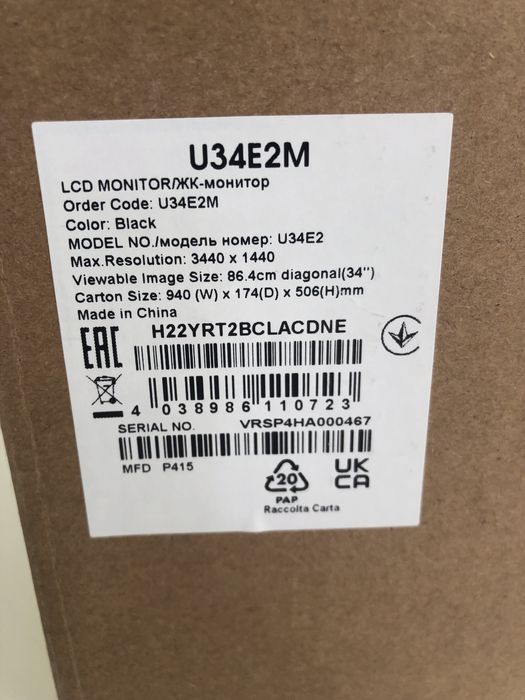 U34E2M
LCD MONITOR/ЖК-монитор
Order Code: U34E2M
Color: Black
MODEL NO./модель номер: U34E2
Max.Resolution: 3440 x 1440
Viewable Image Size: 86.4cm diagonal(34'')
Carton Size: 940 (W) x 174(D) x 506(H)mm
Made in China
H22YRT2BCLACDNE
EAC
4 038986 110723
SERIAL NO. VRSP4HA000467
MFD P415
20
PAP
Raccolta Carta
UK
CA